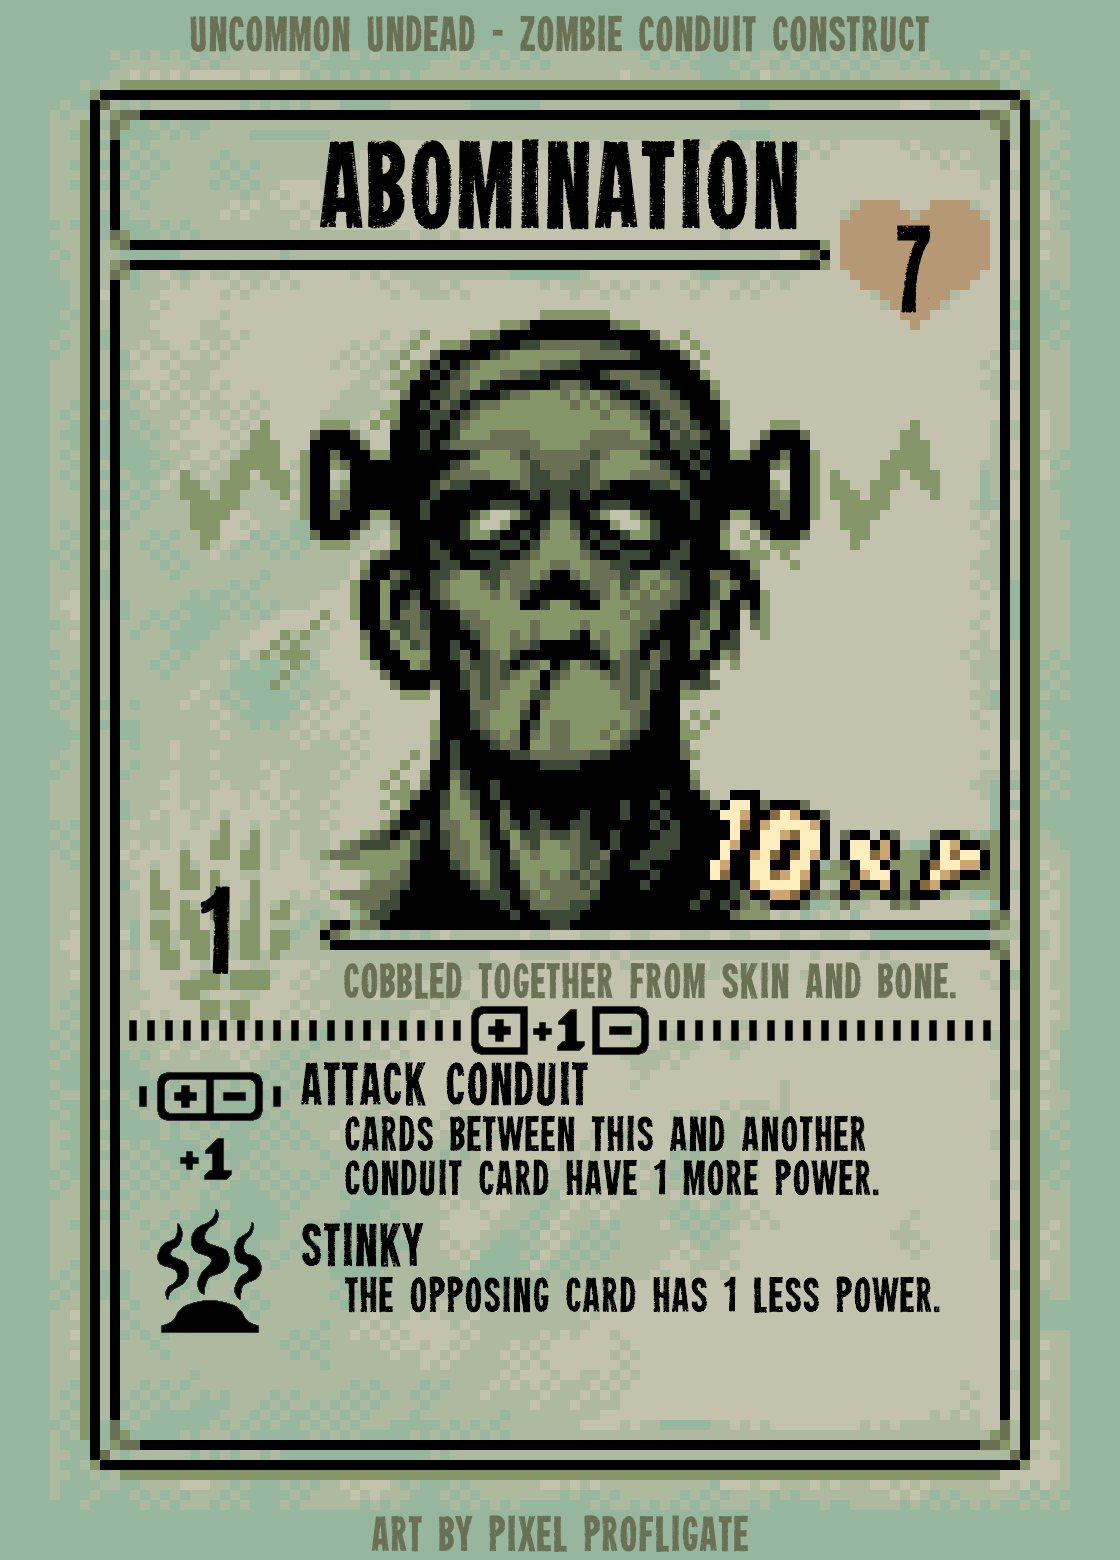 UNCOMMON UNDEAD - ZOMBIE CONDUIT CONSTRUCT
ABOMINATION
7
10 XP
1
COBBLED TOGETHER FROM SKIN AND BONE.
+ +1 -
+ - ATTACK CONDUIT
CARDS BETWEEN THIS AND ANOTHER
+1 CONDUIT CARD HAVE 1 MORE POWER.
STINKY
THE OPPOSING CARD HAS 1 LESS POWER.
ART BY PIXEL PROFLIGATE